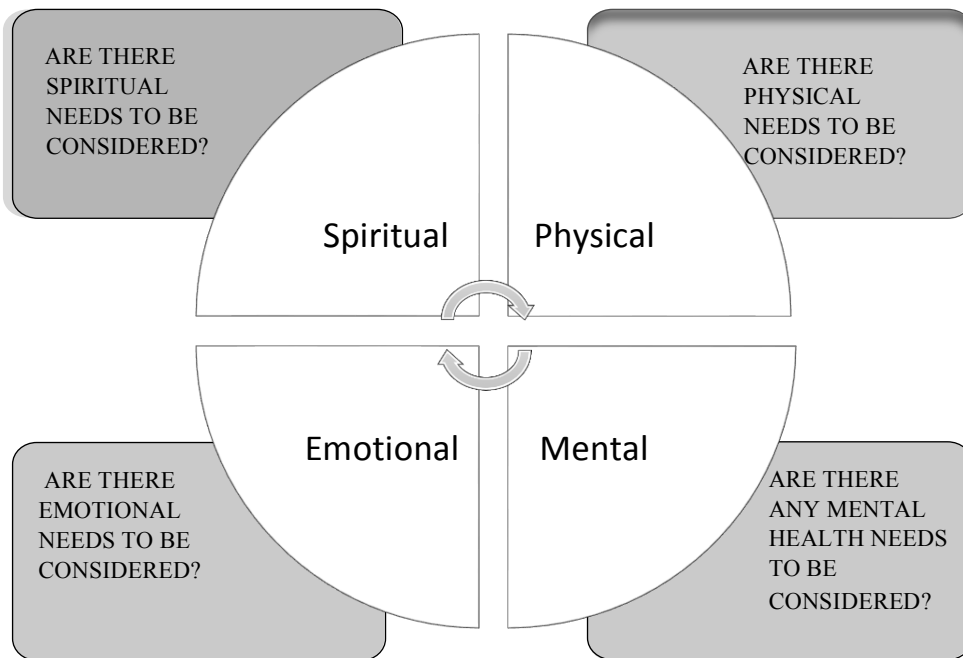 ARE THERE
SPIRITUAL
NEEDS TO BE
CONSIDERED?
ARE THERE
PHYSICAL
NEEDS TO BE
CONSIDERED?
Spiritual
Physical
Emotional
Mental
ARE THERE
EMOTIONAL
NEEDS TO BE
CONSIDERED?
ARE THERE
ANY MENTAL
HEALTH NEEDS
TO BE
CONSIDERED?